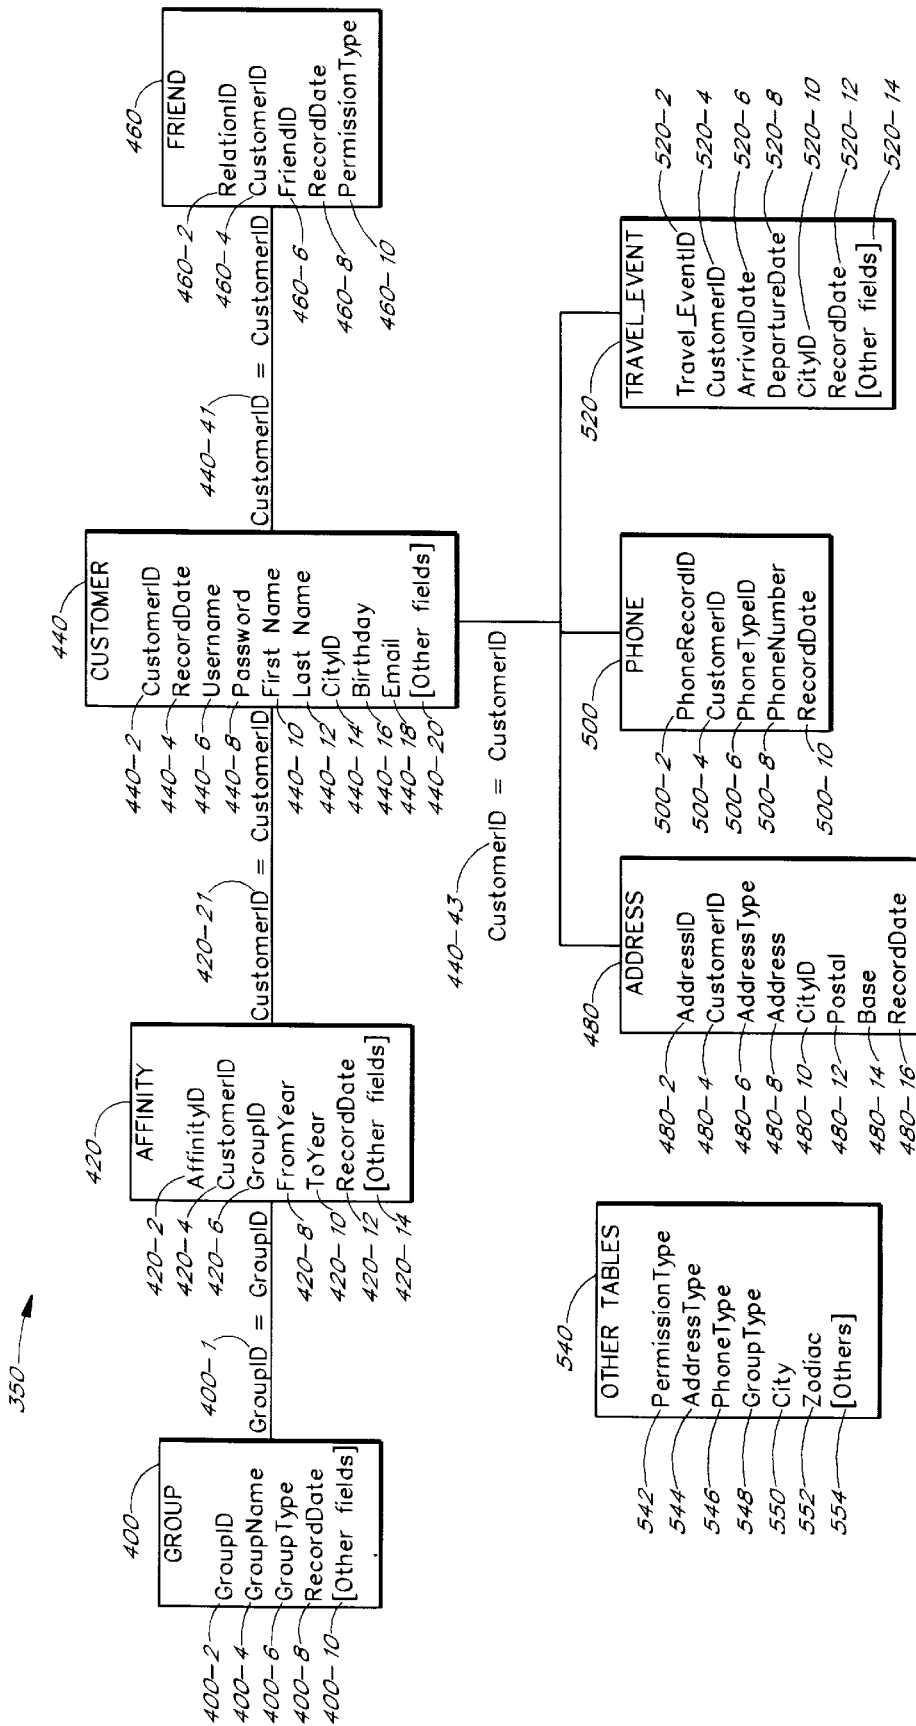 350
400
GROUP
400-2 GroupID
400-4 GroupName
400-6 GroupType
400-8 RecordDate
400-10 [Other fields]
400-1
GroupID = GroupID
420
AFFINITY
420-2 AffinityID
420-4 CustomerID
420-6 GroupID
420-8 FromYear
420-10 ToYear
420-12 RecordDate
420-14 [Other fields]
420-21
CustomerID = CustomerID
440
CUSTOMER
440-2 CustomerID
440-4 RecordDate
440-6 Username
440-8 Password
440-10 First Name
440-12 Last Name
440-14 CityID
440-16 Birthday
440-18 Email
440-20 [Other fields]
440-41
CustomerID = CustomerID
460
FRIEND
460-2 RelationID
460-4 CustomerID
460-6 FriendID
460-8 RecordDate
460-10 PermissionType
440-43
CustomerID = CustomerID
540
OTHER TABLES
542 PermissionType
544 AddressType
546 PhoneType
548 GroupType
550 City
552 Zodiac
554 [Others]
480
ADDRESS
480-2 AddressID
480-4 CustomerID
480-6 AddressType
480-8 Address
480-10 CityID
480-12 Postal
480-14 Base
480-16 RecordDate
500
PHONE
500-2 PhoneRecordID
500-4 CustomerID
500-6 PhoneTypeID
500-8 PhoneNumber
500-10 RecordDate
520
TRAVEL_EVENT
Travel_EventID 520-2
CustomerID 520-4
ArrivalDate 520-6
DepartureDate 520-8
CityID 520-10
RecordDate 520-12
[Other fields] 520-14